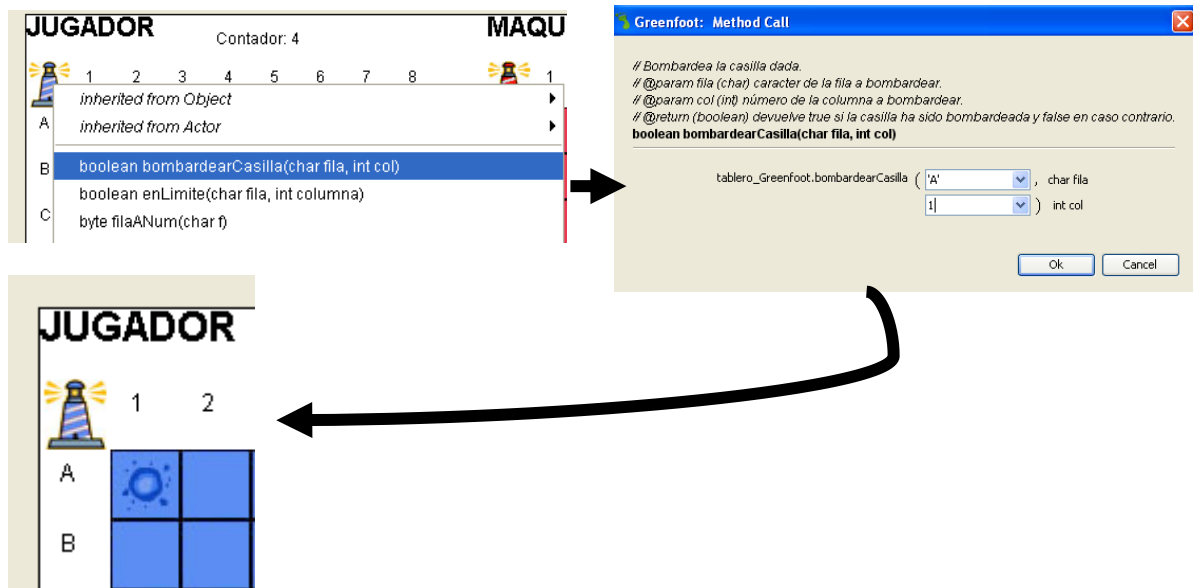 JUGADOR
Contador: 4
MAQU
1 2 3 4 5 6 7 8
1
inherited from Object
A
inherited from Actor
B
boolean bombardearCasilla(char fila, int col)
boolean enLimite(char fila, int columna)
C
byte filaANum(char f)
Greenfoot: Method Call
// Bombardea la casilla dada.
// @param fila (char) caracter de la fila a bombardear.
// @param col (int) número de la columna a bombardear.
// @return (boolean) devuelve true si la casilla ha sido bombardeada y false en caso contrario.
boolean bombardearCasilla(char fila, int col)
tablero_Greenfoot.bombardearCasilla ( 'A' , char fila
1 ) int col
Ok Cancel
JUGADOR
1 2
A
B